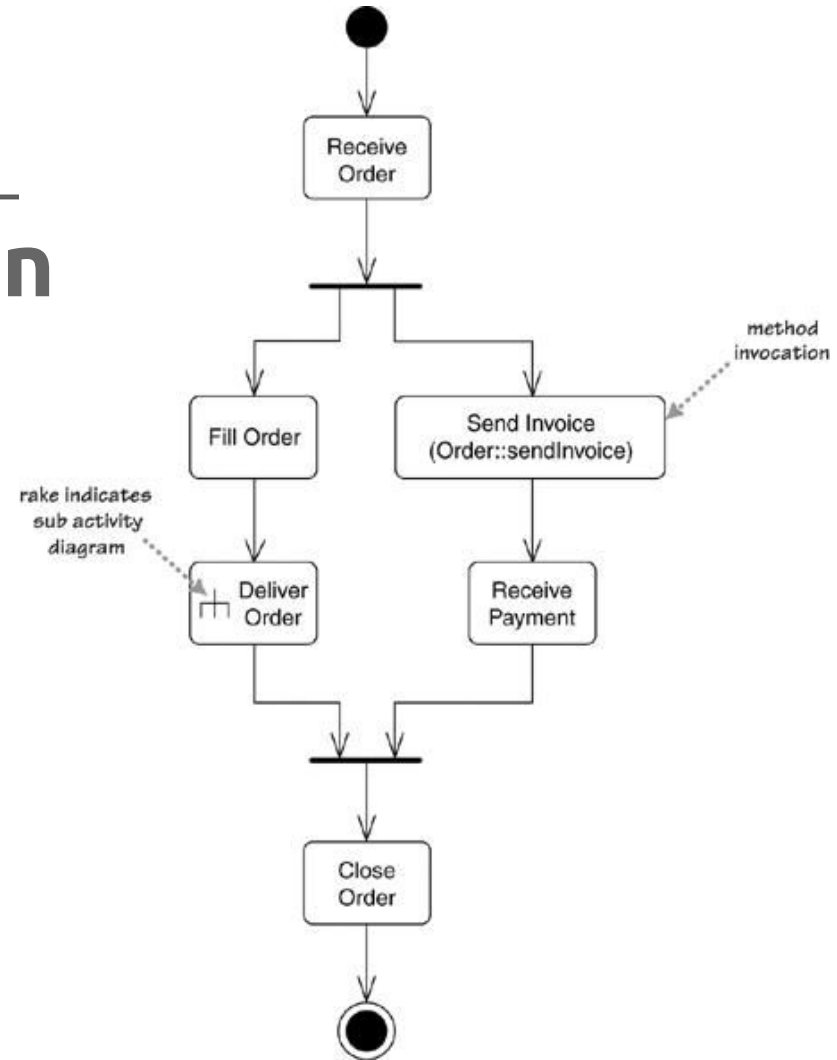 Receive
Order
n
method
invocation
Fill Order
Send Invoice
(Order::sendInvoice)
rake indicates
sub activity
diagram
Deliver
Order
Receive
Payment
Close
Order